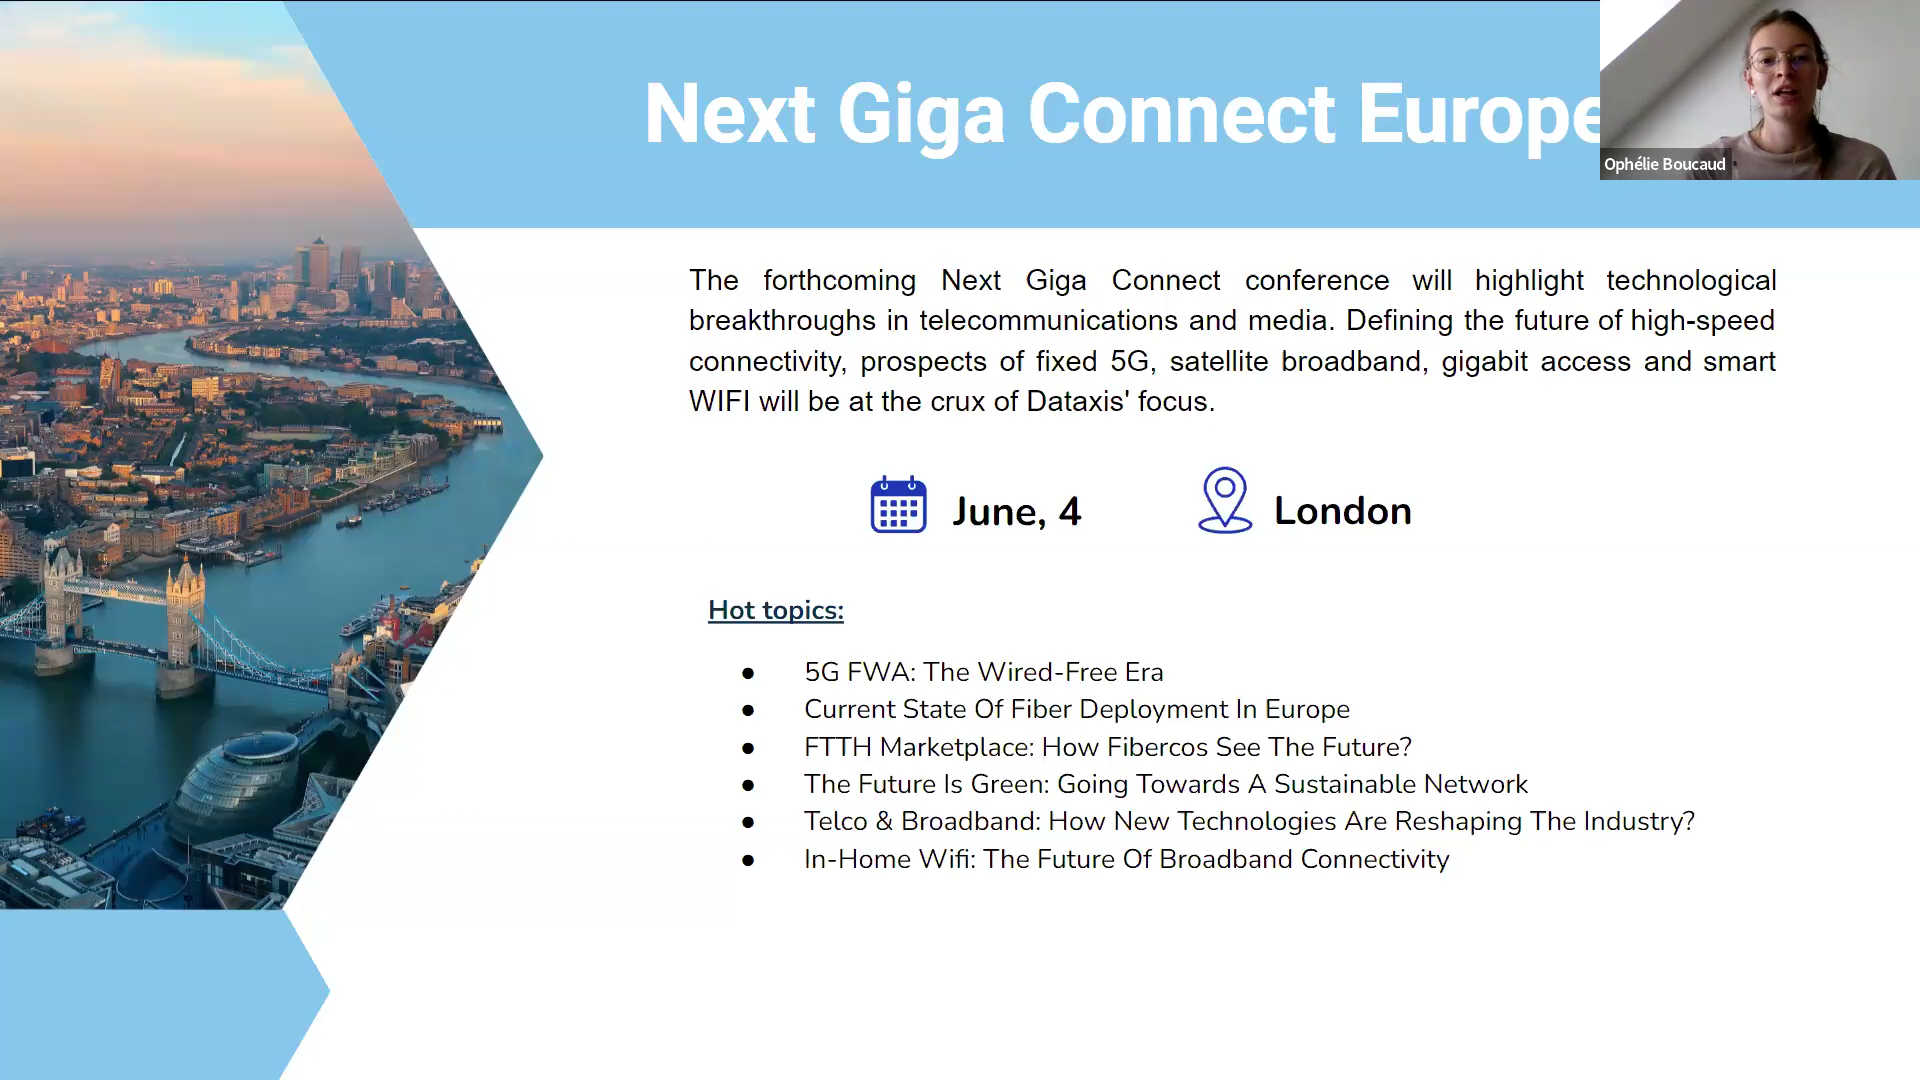 Next Giga Connect Europe
Ophélie Boucaud
The forthcoming Next Giga Connect conference will highlight technological
breakthroughs in telecommunications and media. Defining the future of high-speed
connectivity, prospects of fixed 5G, satellite broadband, gigabit access and smart
WIFI will be at the crux of Dataxis' focus.
June, 4
London
Hot topics:
● 5G FWA: The Wired-Free Era
● Current State Of Fiber Deployment In Europe
● FTTH Marketplace: How Fibercos See The Future?
● The Future Is Green: Going Towards A Sustainable Network
● Telco & Broadband: How New Technologies Are Reshaping The Industry?
● In-Home Wifi: The Future Of Broadband Connectivity